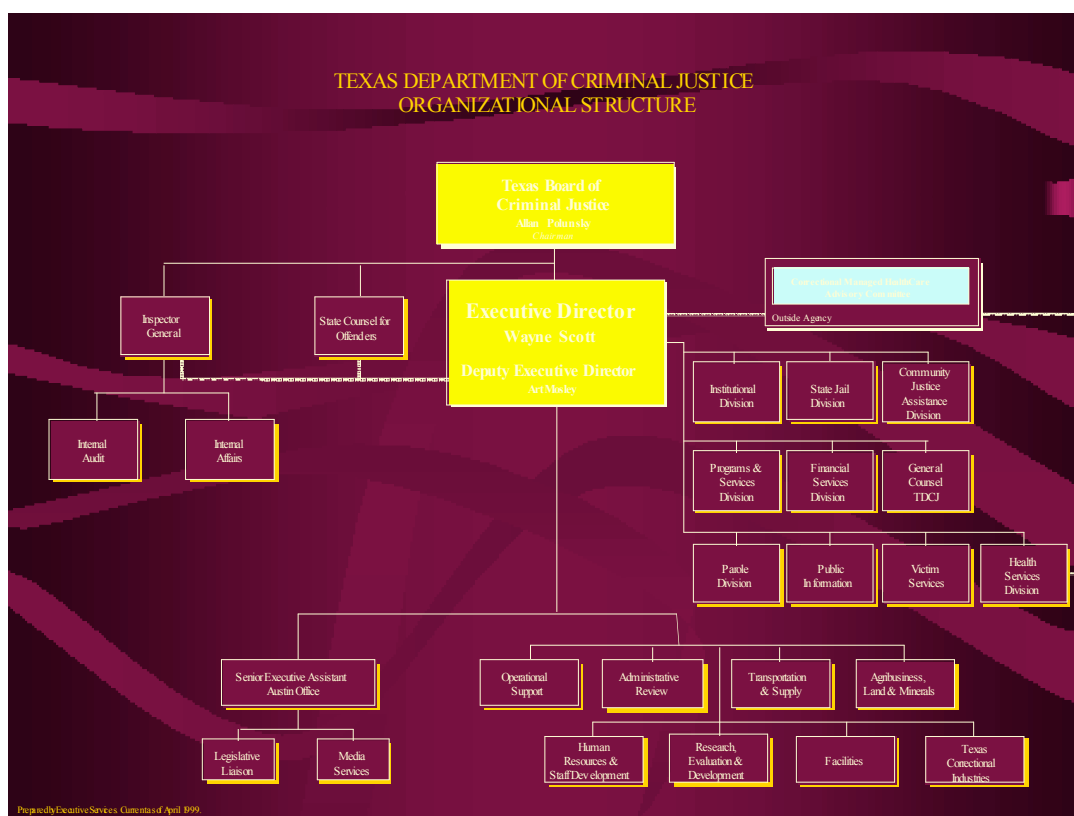 TEXAS DEPARTMENT OF CRIMINAL JUSTICE
ORGANIZATIONAL STRUCTURE
Texas Board of
Criminal Justice
Allan Polunsky
Chairman
Executive Director
Wayne Scott
Deputy Executive Director
Art Mosley
Correctional Managed Health Care
Advisory Committee
Outside Agency
Inspector
General
State Counsel for
Offenders
Internal
Audit
Internal
Affairs
Institutional
Division
State Jail
Division
Community
Justice
Assistance
Division
Programs &
Services
Division
Financial
Services
Division
General
Counsel
TDCJ
Parole
Division
Public
Information
Victim
Services
Health
Services
Division
Senior Executive Assistant
Austin Office
Legislative
Liaison
Media
Services
Operational
Support
Administrative
Review
Transportation
& Supply
Agribusiness,
Land & Minerals
Human
Resources &
Staff Development
Research,
Evaluation &
Development
Facilities
Texas
Correctional
Industries
Prepared by Executive Services. Current as of April 1999.